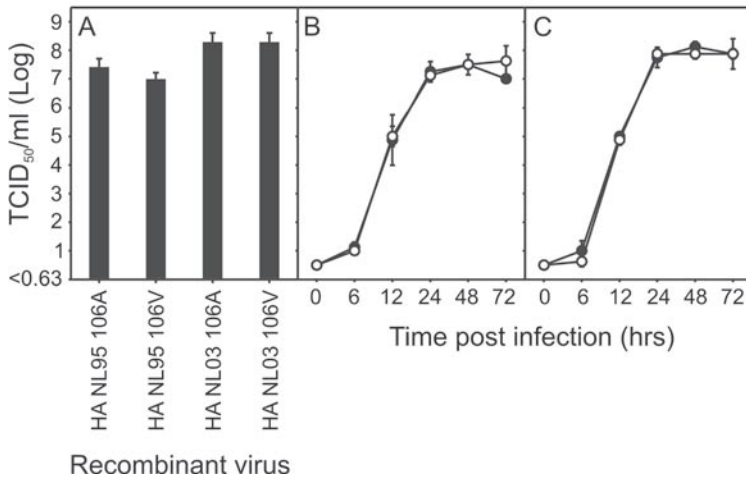 A
B
C
TCID50/ml (Log)
9
8
7
6
5
4
3
2
1
<0.63
HA NL95 106A
HA NL95 106V
HA NL03 106A
HA NL03 106V
0 6 12 24 48 72
0 6 12 24 48 72
Time post infection (hrs)
Recombinant virus